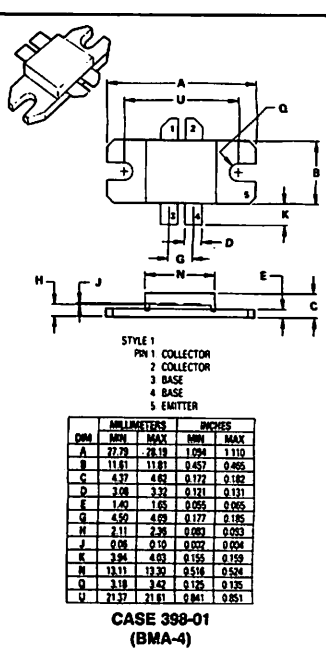 A
U
Q
1 2
B
5
3 4
K
D
G
N
H
J
E
C
STYLE 1
PIN 1 COLLECTOR
2 COLLECTOR
3 BASE
4 BASE
5 EMITTER
MILLIMETERS INCHES
DIM MIN MAX MIN MAX
A 27.79 28.19 1.094 1.110
B 11.61 11.81 0.457 0.465
C 4.37 4.62 0.172 0.182
D 3.08 3.32 0.121 0.131
E 1.40 1.65 0.055 0.065
G 4.50 4.69 0.177 0.185
H 2.11 2.36 0.083 0.093
J 0.06 0.10 0.002 0.004
K 3.94 4.03 0.155 0.159
N 13.11 13.30 0.516 0.524
Q 3.18 3.42 0.125 0.135
U 21.37 21.61 0.841 0.851
CASE 398-01
(BMA-4)